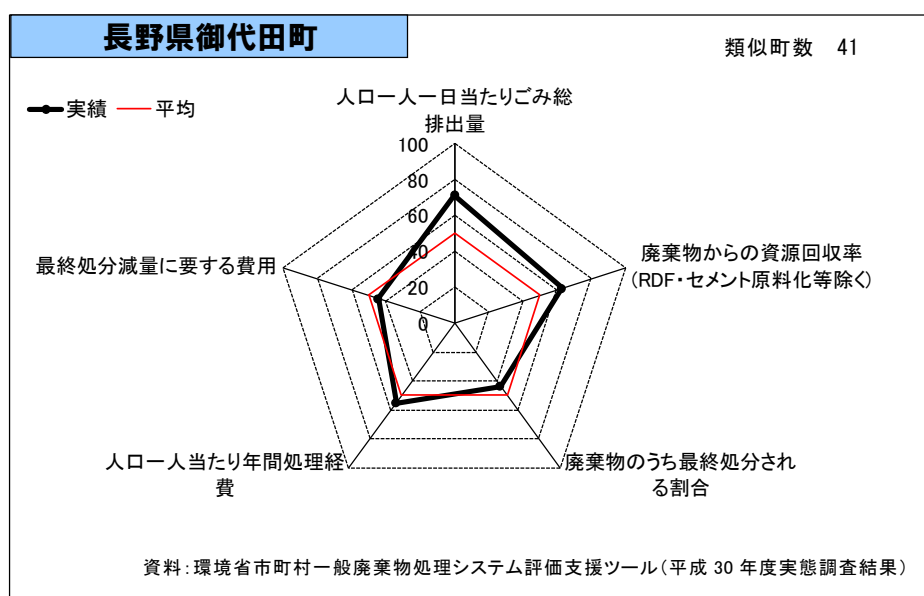 長野県御代田町
類似町数 41
実績
平均
人口一人一日当たりごみ総
排出量
100
80
60
40
20
0
廃棄物からの資源回収率
(RDF・セメント原料化等除く)
廃棄物のうち最終処分され
る割合
人口一人当たり年間処理経
費
最終処分減量に要する費用
資料:環境省市町村一般廃棄物処理システム評価支援ツール(平成 30 年度実態調査結果)